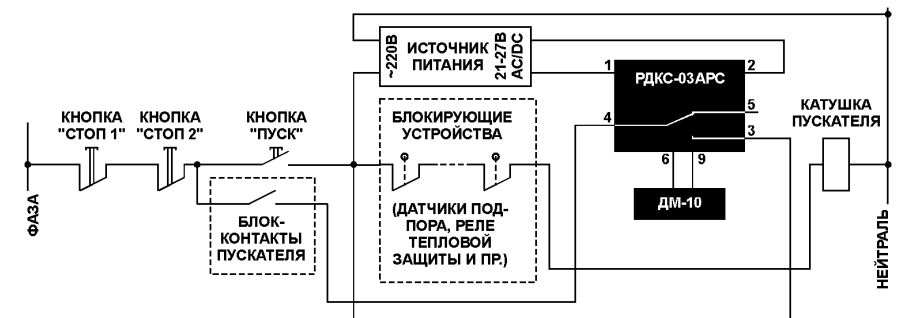 ~220В
ИСТОЧНИК
ПИТАНИЯ
21-27В
AC/DC
1
РДКС-03АРС
2
КНОПКА
"СТОП 1"
КНОПКА
"СТОП 2"
КНОПКА
"ПУСК"
БЛОКИРУЮЩИЕ
УСТРОЙСТВА
4
5
3
КАТУШКА
ПУСКАТЕЛЯ
6
9
ДМ-10
ФАЗА
БЛОК-
КОНТАКТЫ
ПУСКАТЕЛЯ
(ДАТЧИКИ ПОД-
ПОРА, РЕЛЕ
ТЕПЛОВОЙ
ЗАЩИТЫ И ПР.)
НЕЙТРАЛЬ